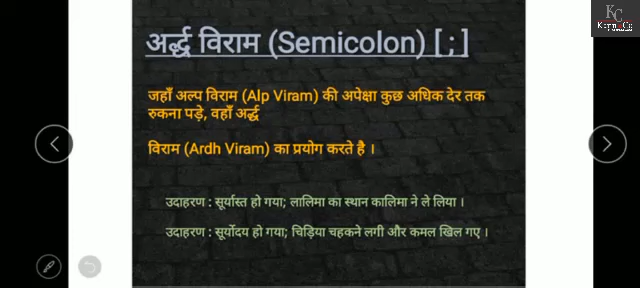 KC
अर्द्ध विराम (Semicolon) [ ; ]
जहाँ अल्प विराम (Alp Viram) की अपेक्षा कुछ अधिक देर तक
रुकना पड़े, वहाँ अर्द्ध
विराम (Ardh Viram) का प्रयोग करते है ।
उदाहरण : सूर्यास्त हो गया; लालिमा का स्थान कालिमा ने ले लिया ।
उदाहरण : सूर्योदय हो गया; चिड़िया चहकने लगी और कमल खिल गए ।